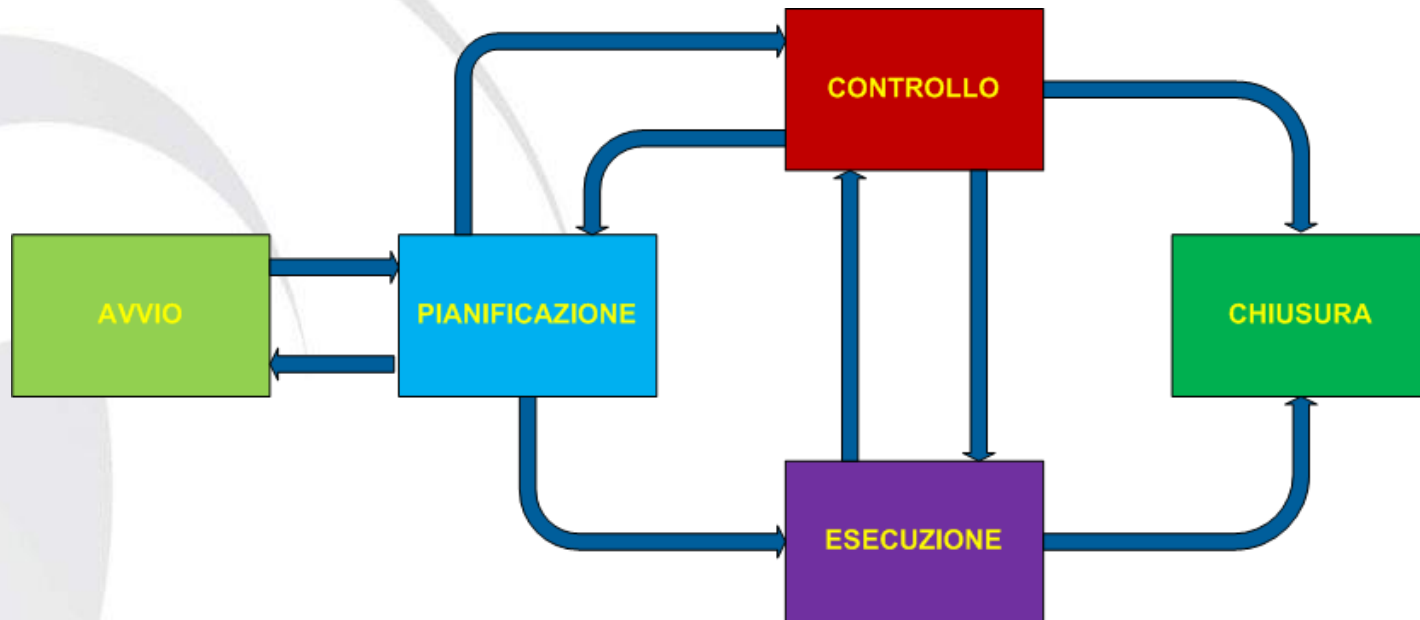 CONTROLLO
AVVIO
PIANIFICAZIONE
CHIUSURA
ESECUZIONE